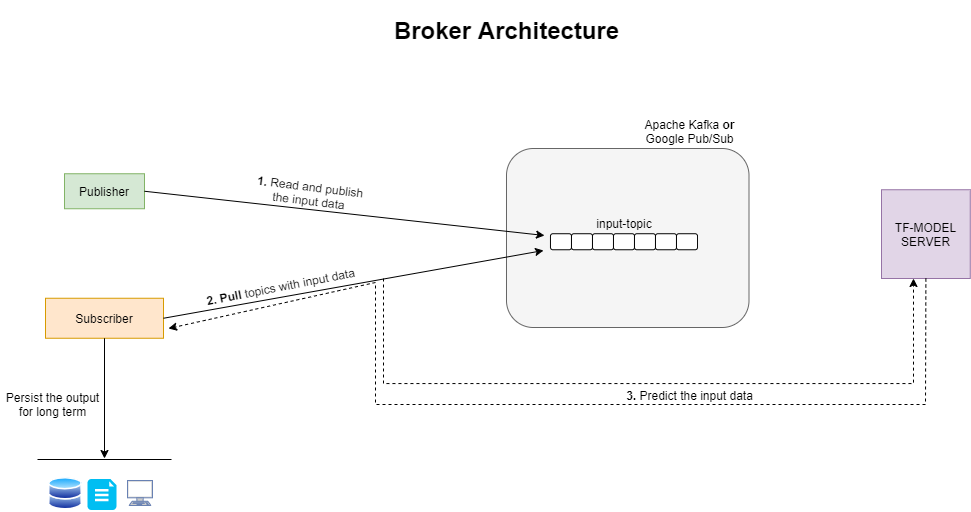 Broker Architecture
Apache Kafka or
Google Pub/Sub
Publisher
1. Read and publish
the input data
input-topic
TF-MODEL
SERVER
2. Pull topics with input data
Subscriber
3. Predict the input data
Persist the output
for long term